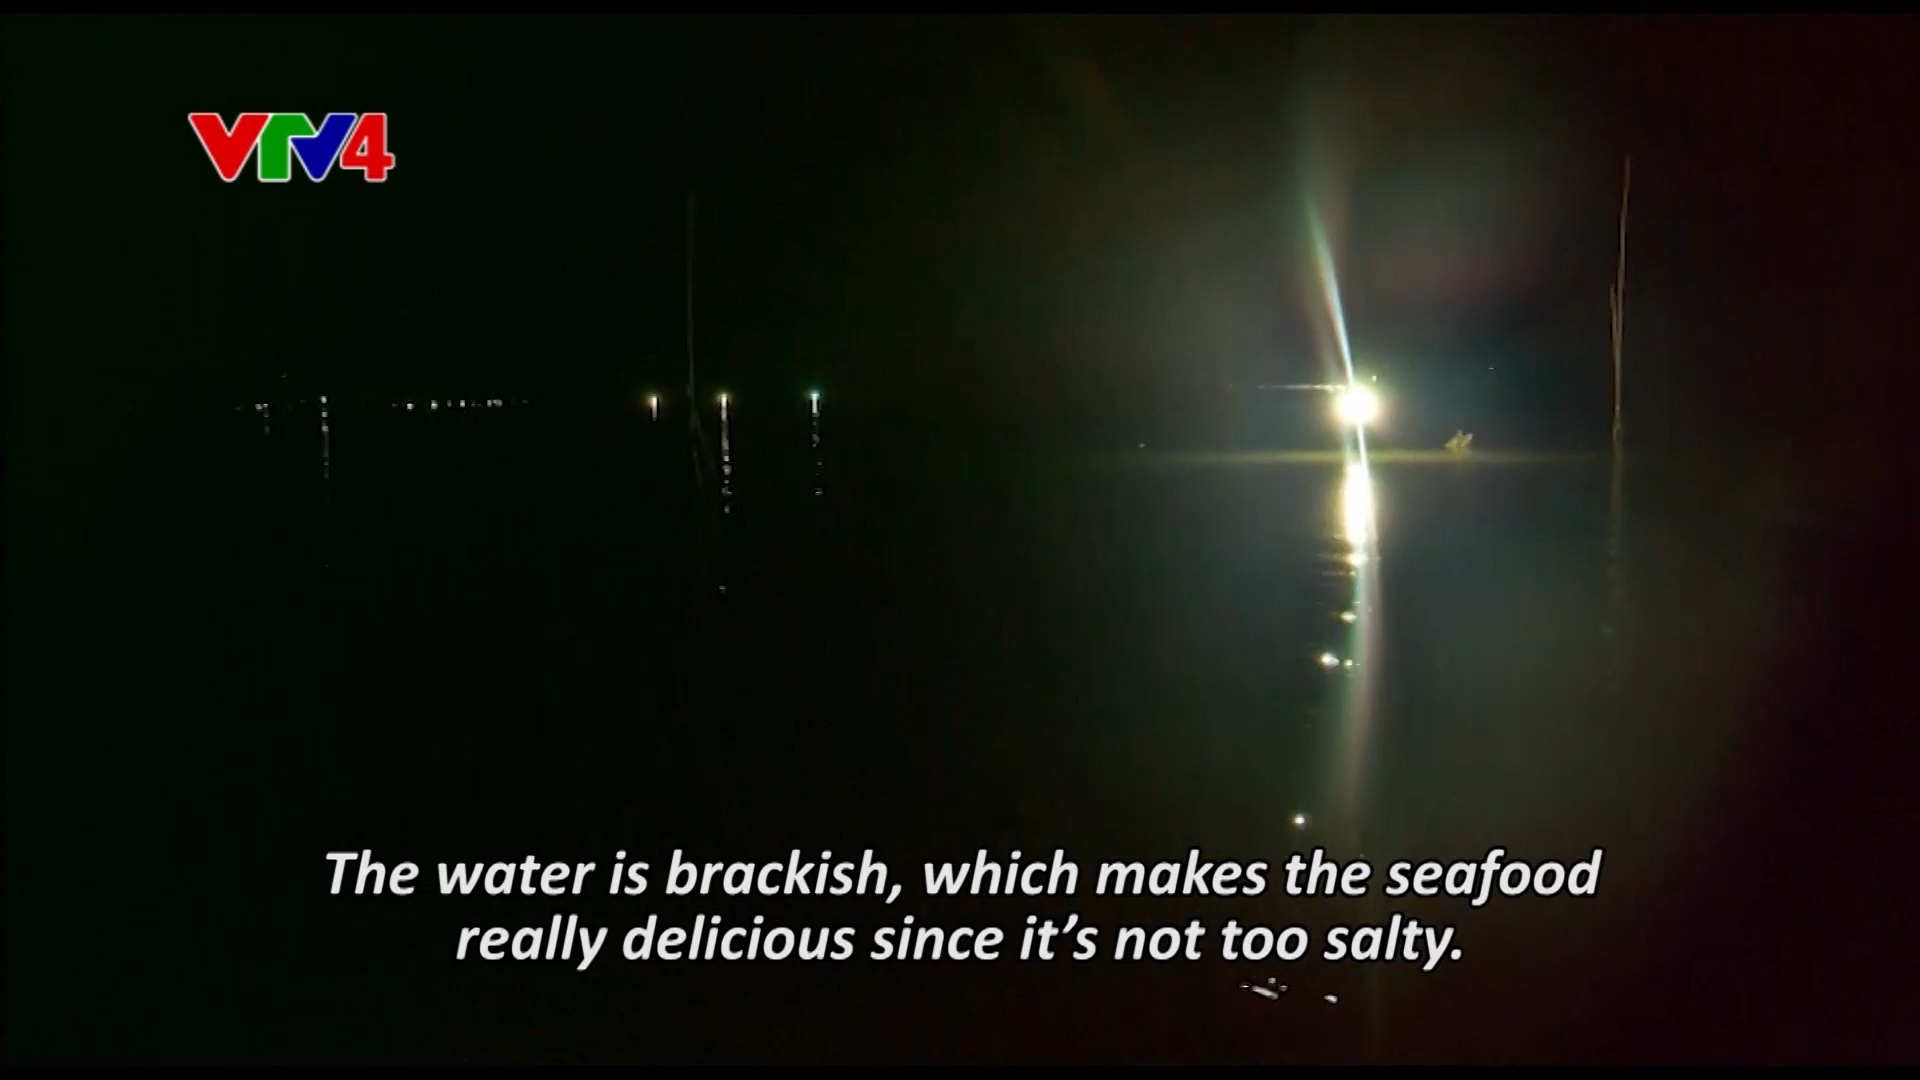 VTV4
The water is brackish, which makes the seafood
really delicious since it's not too salty.